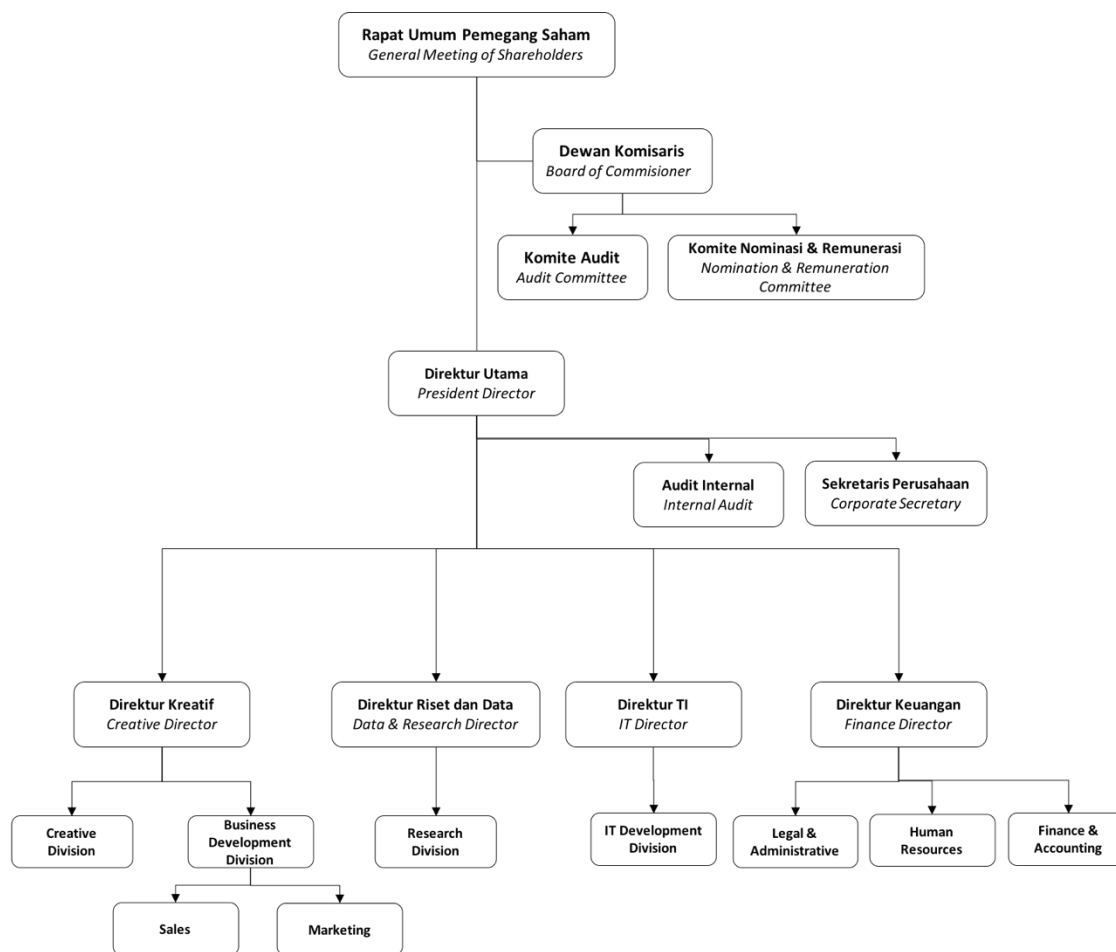 Rapat Umum Pemegang Saham
General Meeting of Shareholders
Dewan Komisaris
Board of Commisioner
Komite Audit
Audit Committee
Komite Nominasi & Remunerasi
Nomination & Remuneration
Committee
Direktur Utama
President Director
Audit Internal
Internal Audit
Sekretaris Perusahaan
Corporate Secretary
Direktur Kreatif
Creative Director
Direktur Riset dan Data
Data & Research Director
Direktur TI
IT Director
Direktur Keuangan
Finance Director
Creative
Division
Business
Development
Division
Research
Division
IT Development
Division
Legal &
Administrative
Human
Resources
Finance &
Accounting
Sales
Marketing